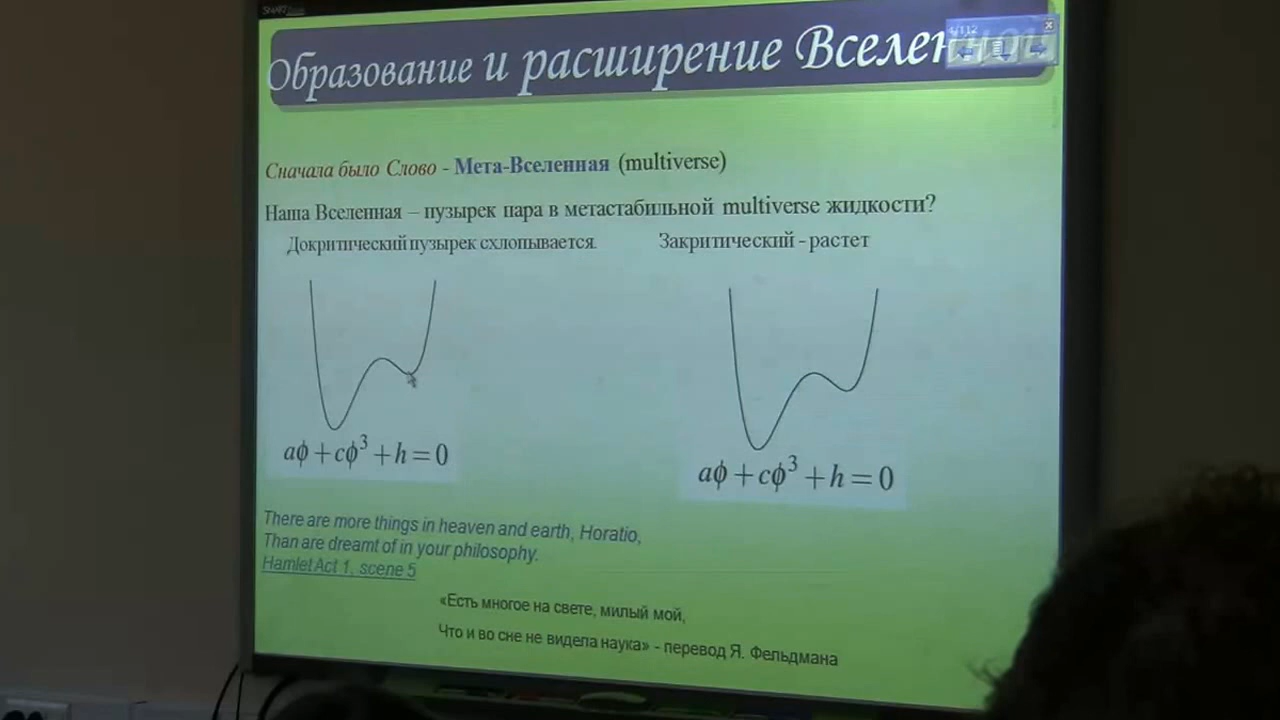 SMART
Образование и расширение Вселенной
Сначала было Слово - Мета-Вселенная (multiverse)
Наша Вселенная – пузырек пара в метастабильной multiverse жидкости?
Докритический пузырек схлопывается. Закритический - растет
aϕ + cϕ³ + h = 0
aϕ + cϕ³ + h = 0
There are more things in heaven and earth, Horatio,
Than are dreamt of in your philosophy.
Hamlet Act 1, scene 5
«Есть многое на свете, милый мой,
Что и во сне не видела наука» - перевод Я. Фельдмана